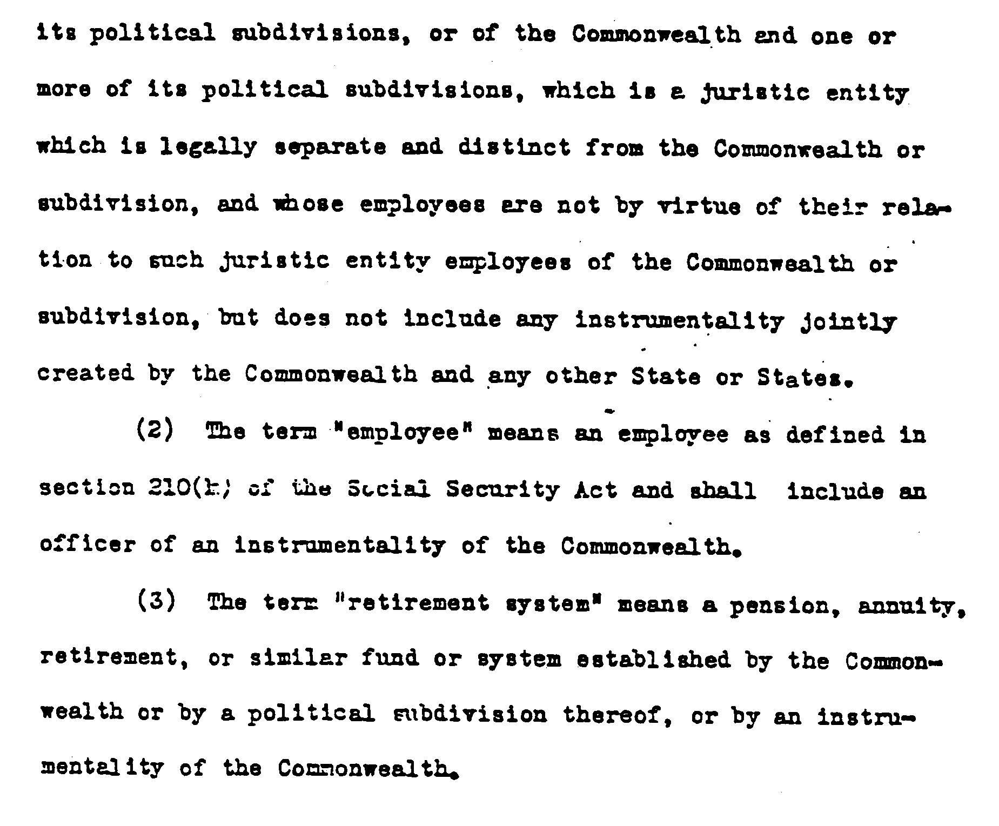 its political subdivisions, or of the Commonwealth and one or
more of its political subdivisions, which is a juristic entity
which is legally separate and distinct from the Commonwealth or
subdivision, and whose employees are not by virtue of their rela-
tion to such juristic entity employees of the Commonwealth or
subdivision, but does not include any instrumentality jointly
created by the Commonwealth and any other State or States.
(2) The term "employee" means an employee as defined in
section 210(k) of the Social Security Act and shall include an
officer of an instrumentality of the Commonwealth.
(3) The term "retirement system" means a pension, annuity,
retirement, or similar fund or system established by the Common-
wealth or by a political subdivision thereof, or by an instru-
mentality of the Commonwealth.